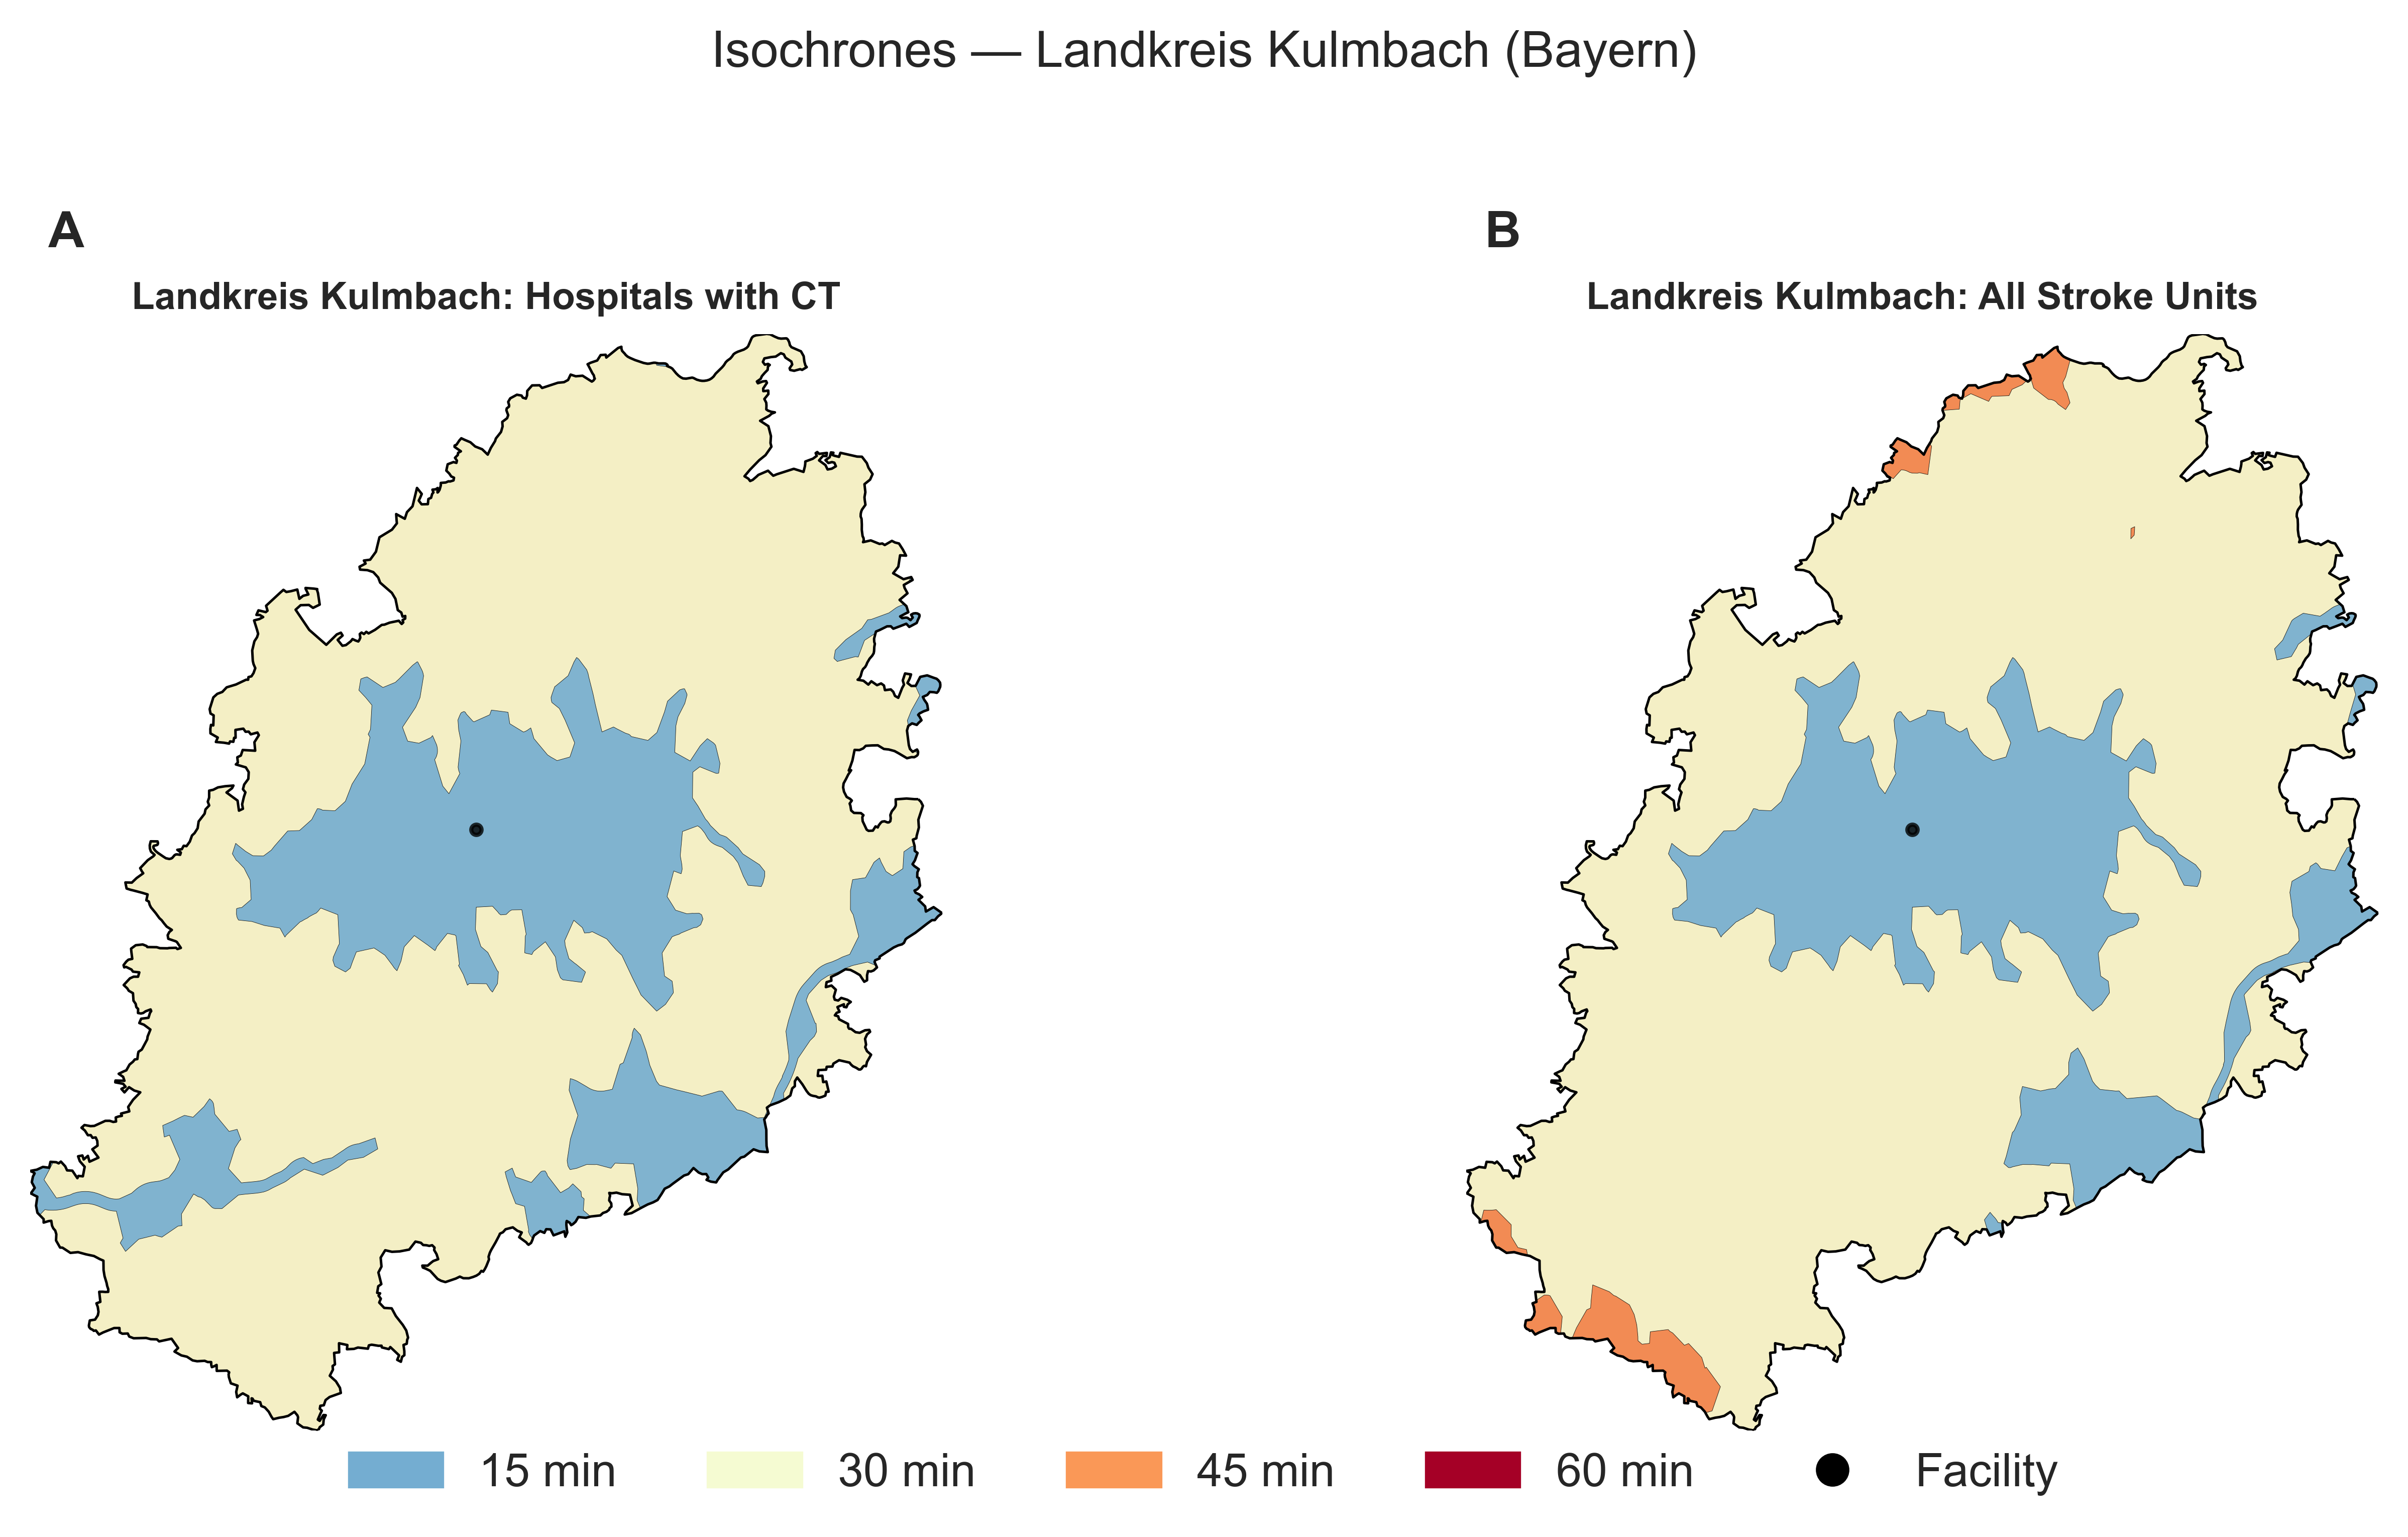 Isochrones — Landkreis Kulmbach (Bayern)
A
B
Landkreis Kulmbach: Hospitals with CT
Landkreis Kulmbach: All Stroke Units
15 min
30 min
45 min
60 min
Facility